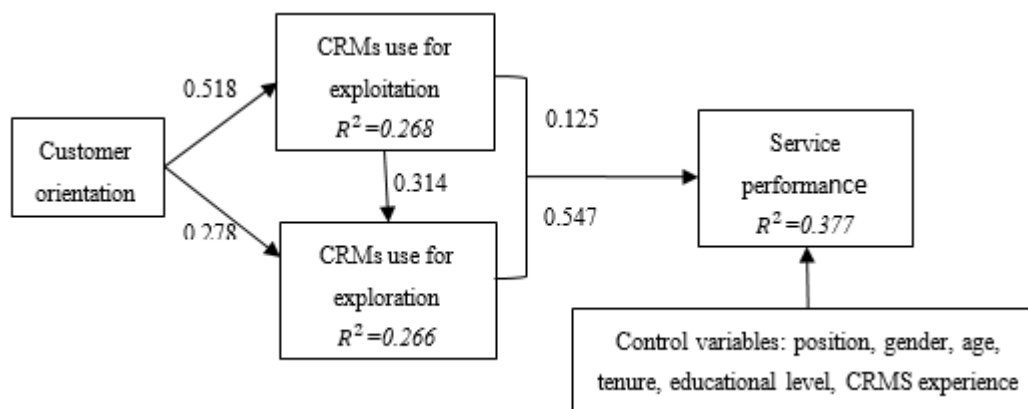 CRMs use for
exploitation
R²=0.268
0.518
0.125
Customer
orientation
0.314
Service
performance
R²=0.377
0.278
0.547
CRMs use for
exploration
R²=0.266
Control variables: position, gender, age,
tenure, educational level, CRMS experience